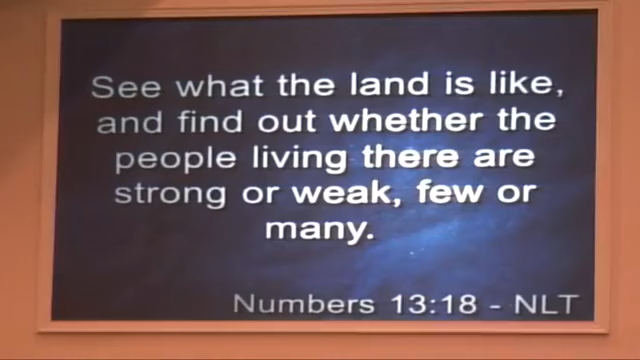 See what the land is like,
and find out whether the
people living there are
strong or weak, few or
many.
Numbers 13:18 - NLT